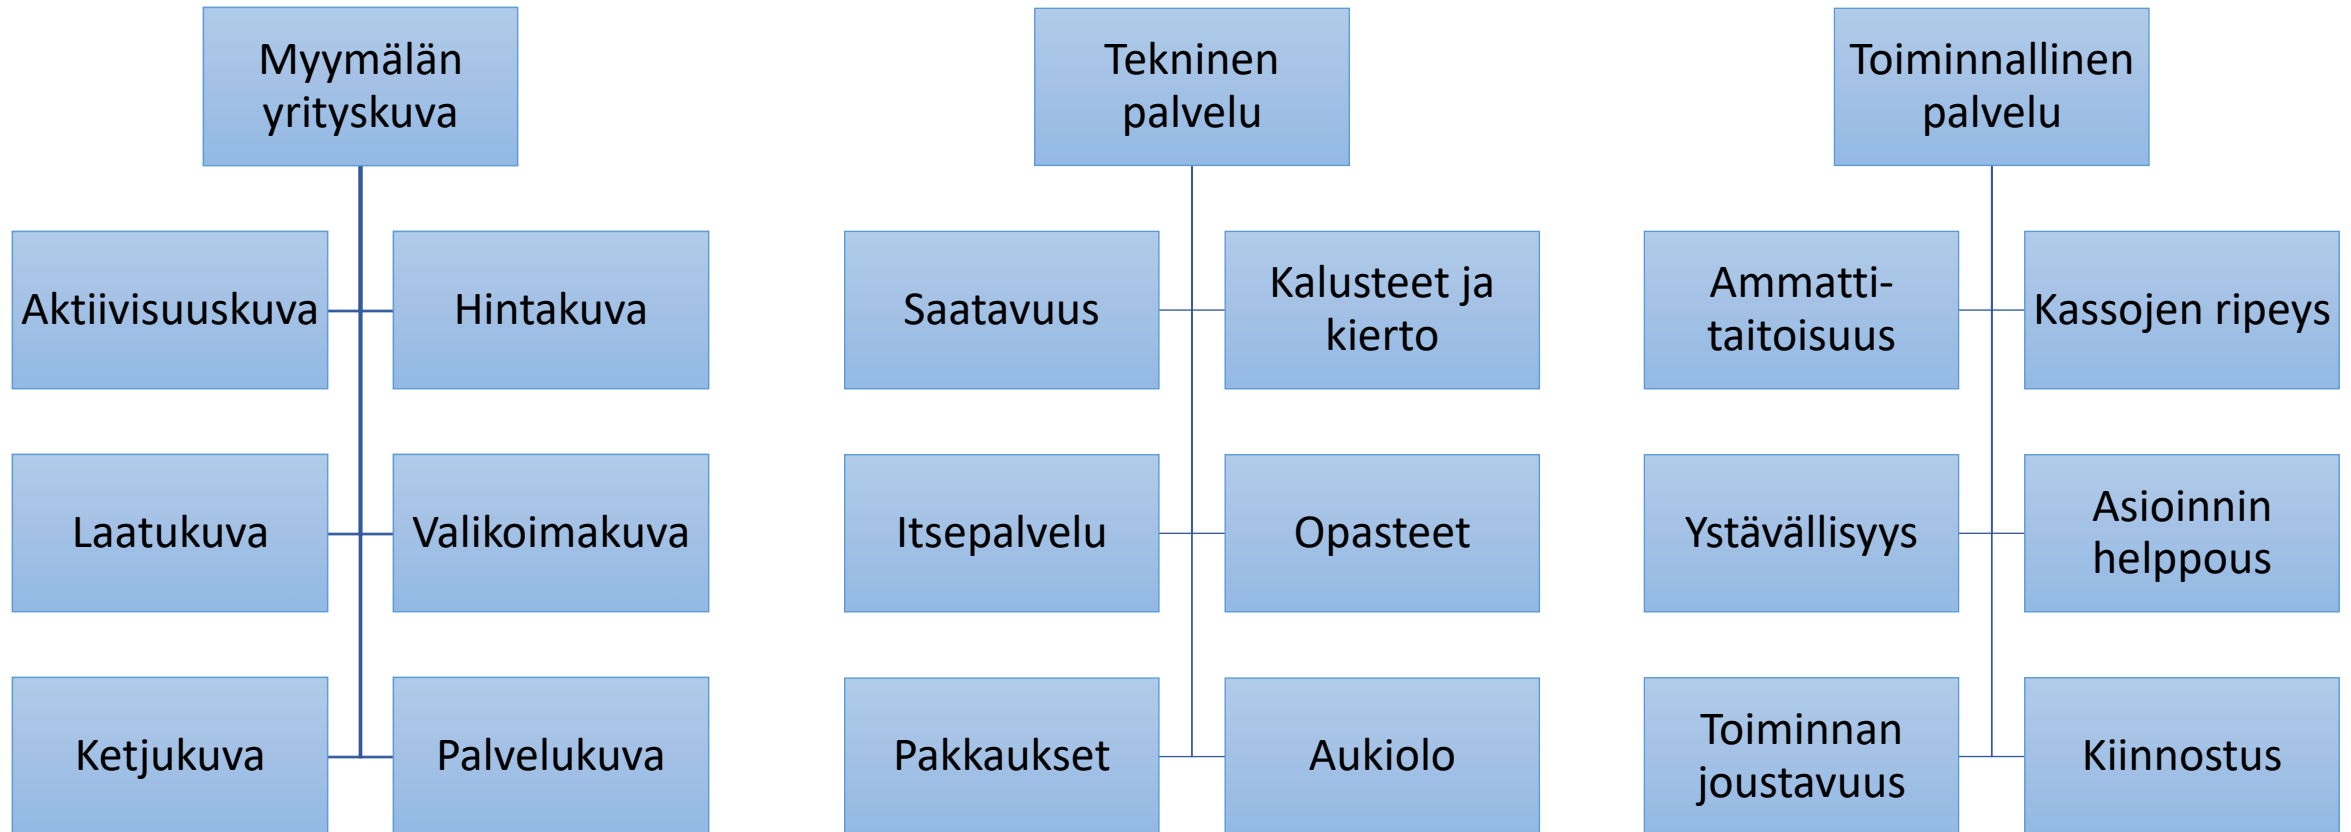 Myymälän
yrityskuva
Aktiivisuuskuva
Hintakuva
Laatukuva
Valikoimakuva
Ketjukuva
Palvelukuva
Tekninen
palvelu
Saatavuus
Kalusteet ja
kierto
Itsepalvelu
Opasteet
Pakkaukset
Aukiolo
Toiminnallinen
palvelu
Ammatti-
taitoisuus
Kassojen ripeys
Ystävällisyys
Asioinnin
helppous
Toiminnan
joustavuus
Kiinnostus